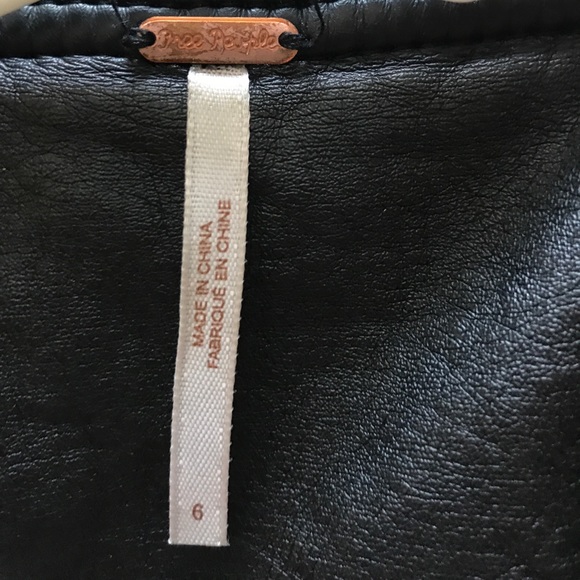 Free People
MADE IN CHINA
FABRIQUÉ EN CHINE
6